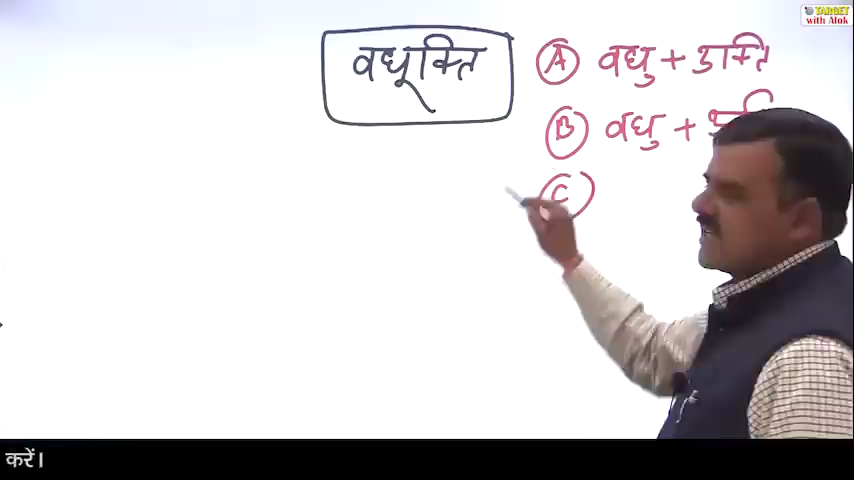 TARGET
with Alok
वधूक्ति
A वधु + उक्ति
B वधु +
C
करें।